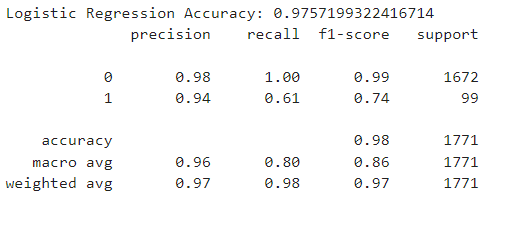 Logistic Regression Accuracy: 0.9757199322416714
precision recall f1-score support
0 0.98 1.00 0.99 1672
1 0.94 0.61 0.74 99
accuracy 0.98 1771
macro avg 0.96 0.80 0.86 1771
weighted avg 0.97 0.98 0.97 1771